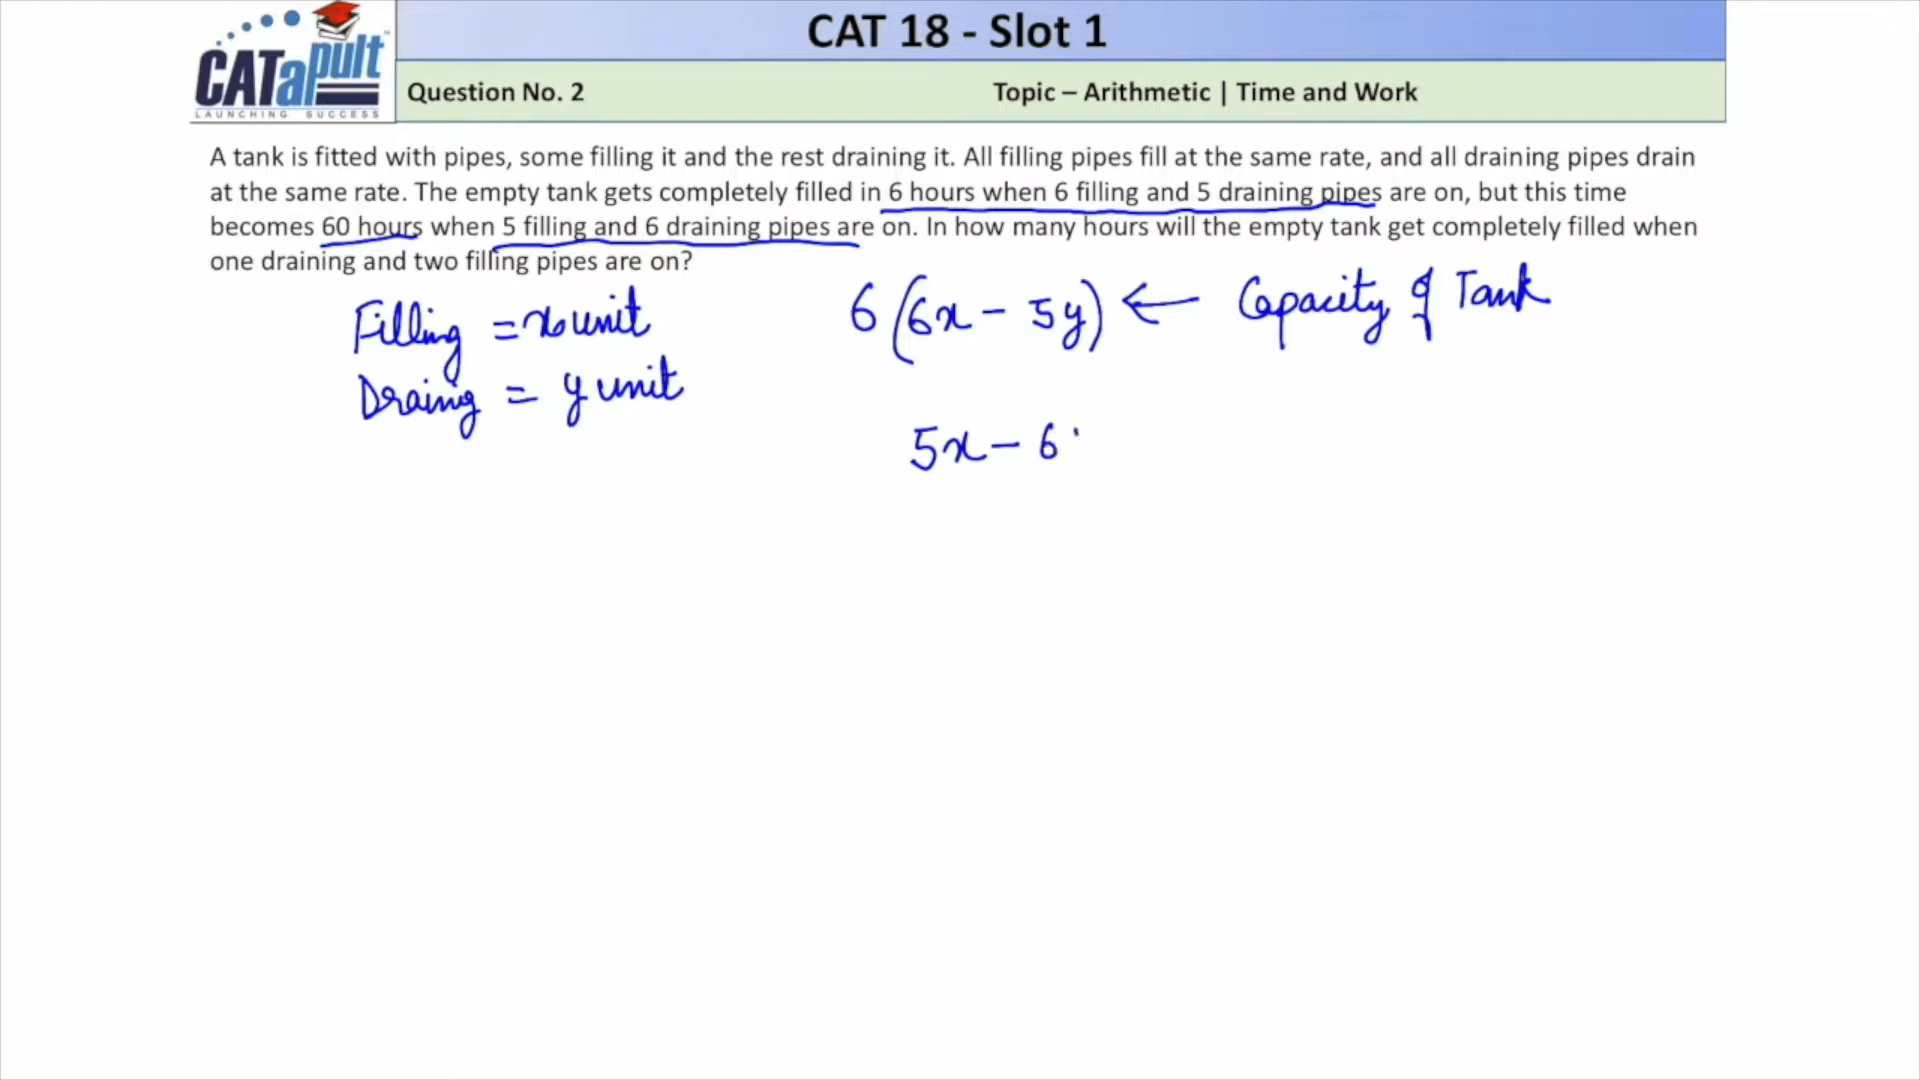 CATapult
LAUNCHING SUCCESS
CAT 18 - Slot 1
Question No. 2
Topic – Arithmetic | Time and Work
A tank is fitted with pipes, some filling it and the rest draining it. All filling pipes fill at the same rate, and all draining pipes drain
at the same rate. The empty tank gets completely filled in 6 hours when 6 filling and 5 draining pipes are on, but this time
becomes 60 hours when 5 filling and 6 draining pipes are on. In how many hours will the empty tank get completely filled when
one draining and two filling pipes are on?
Filling = x unit
6 (6x - 5y) ← Capacity of Tank
Draing = y unit
5x - 6